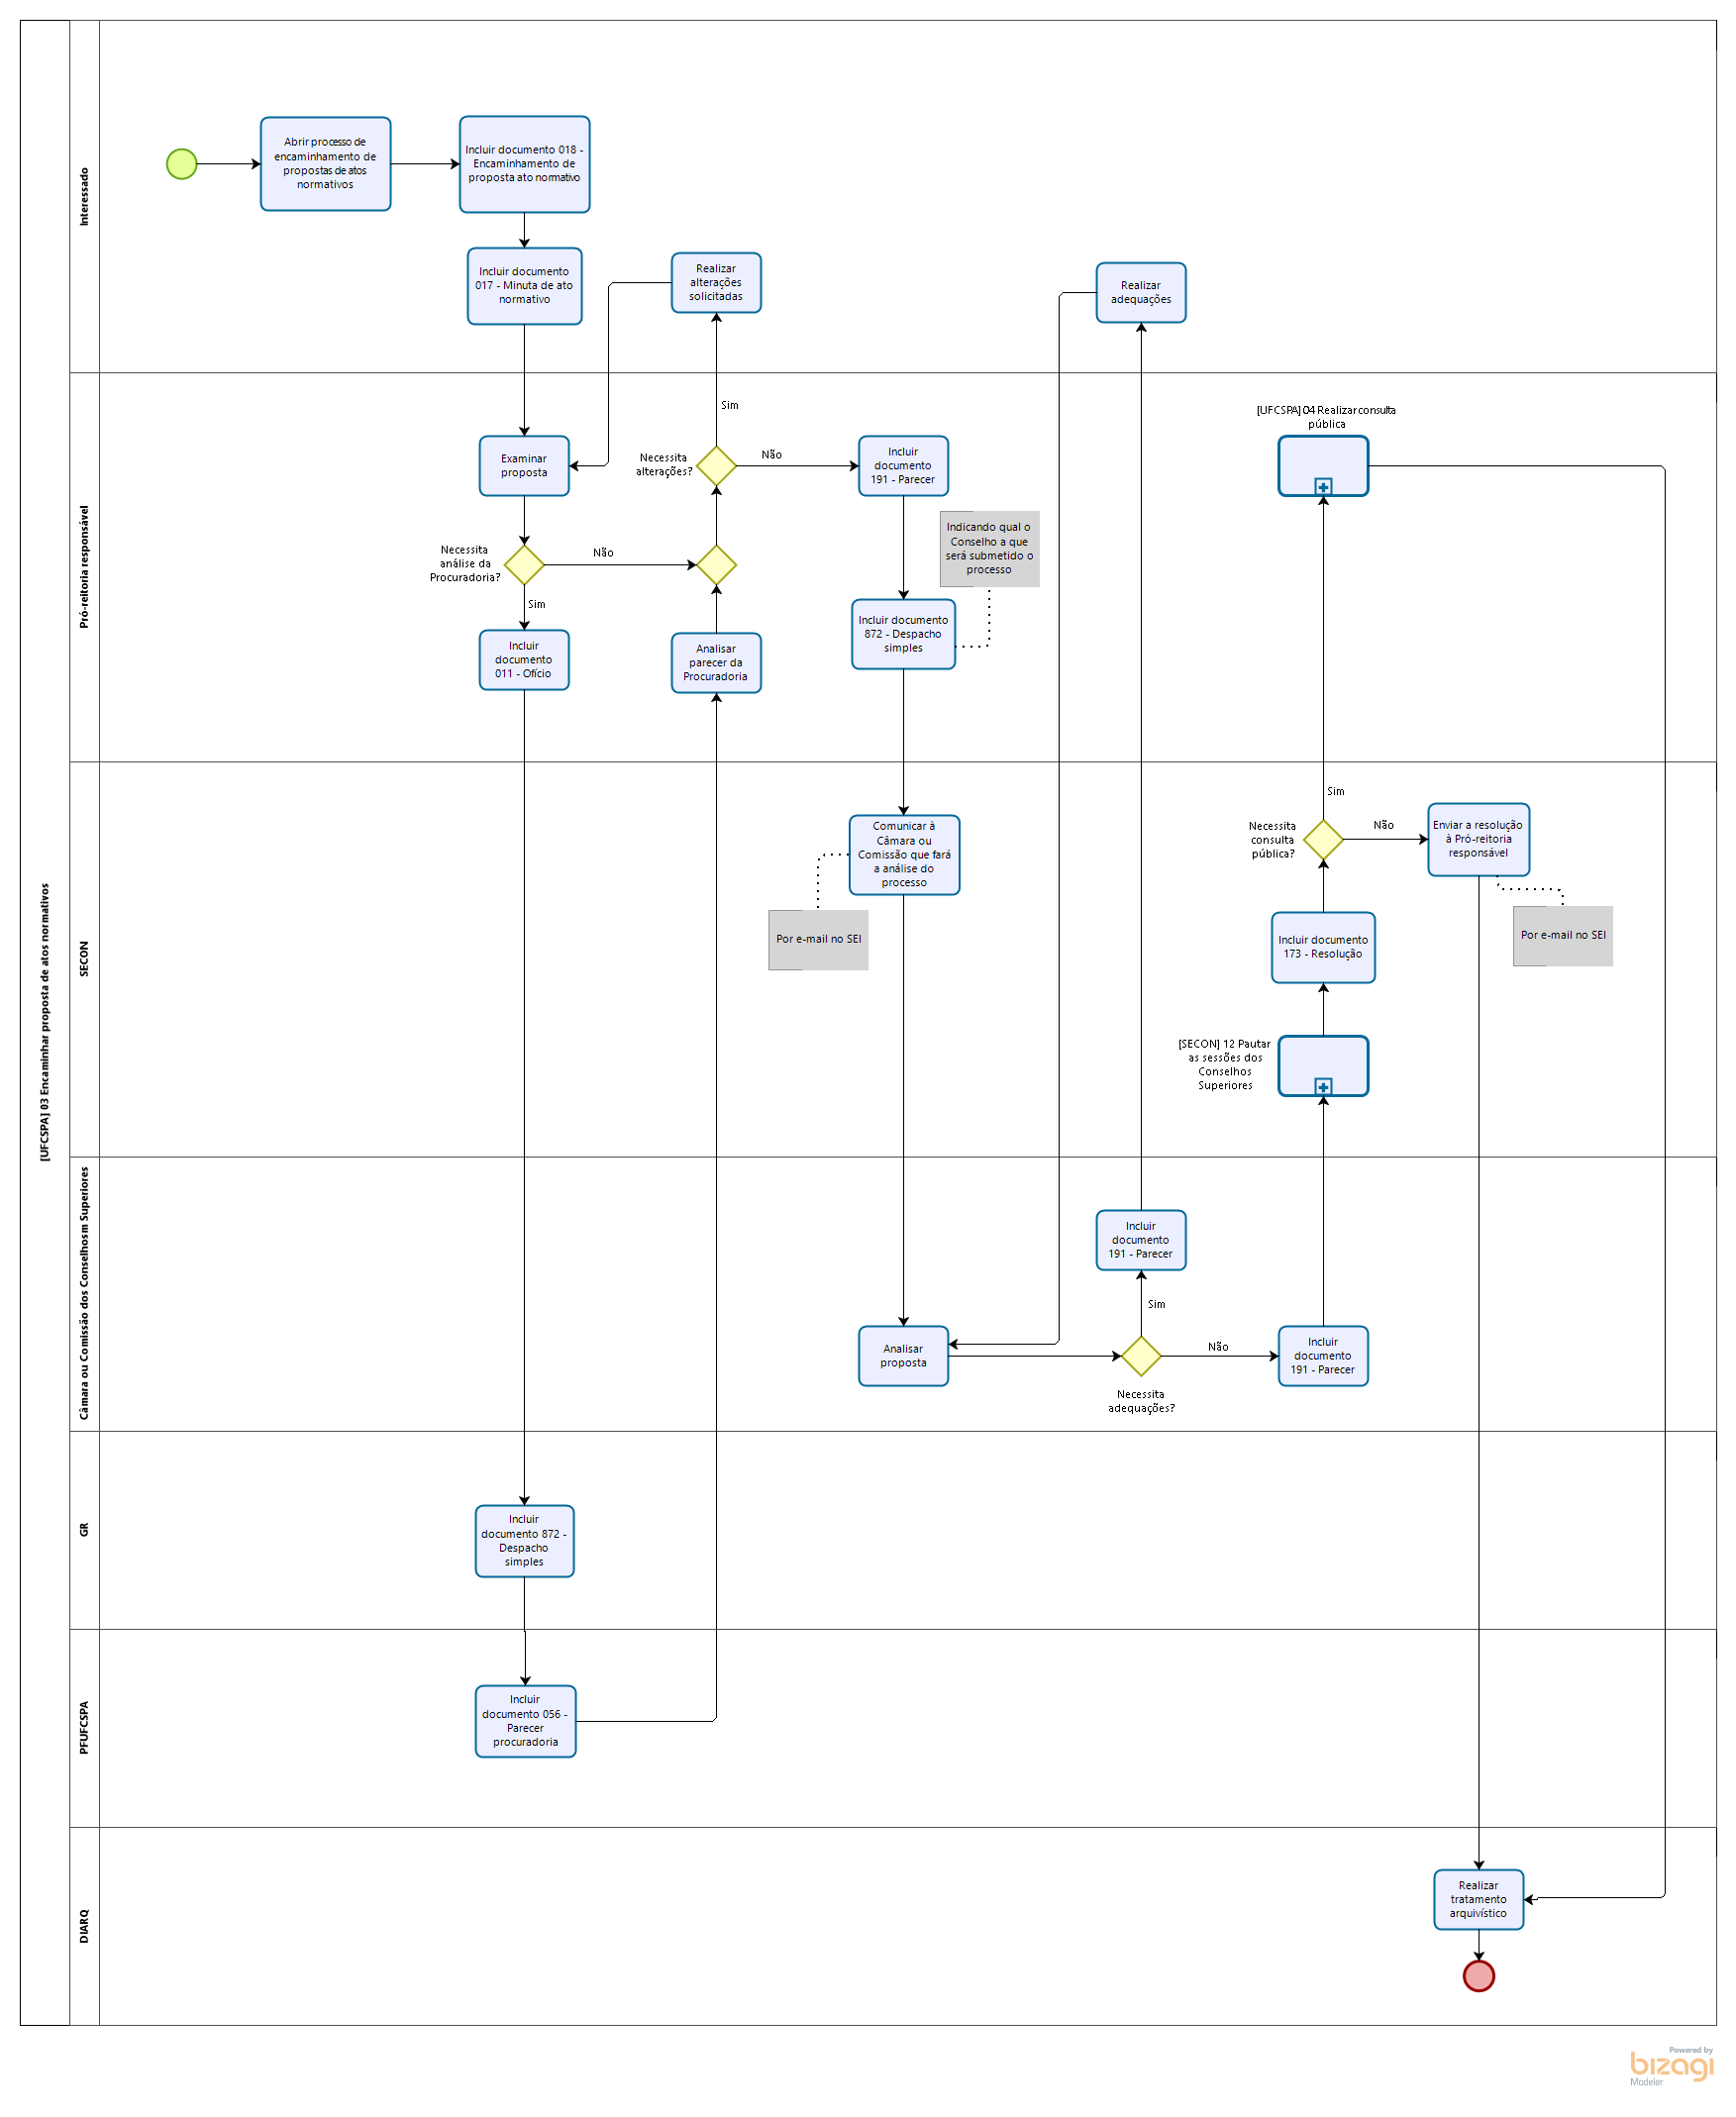 [UFCSPA] 03 Encaminhar proposta de atos normativos
Interessado
Abrir processo de
encaminhamento de
propostas de atos
normativos
Incluir documento 018 -
Encaminhamento de
proposta ato normativo
Incluir documento
017 - Minuta de ato
normativo
Realizar
alterações
solicitadas
Realizar
adequações
Pró-reitoria responsável
Examinar
proposta
Necessita
análise da
Procuradoria?
Não
Sim
Incluir
documento
011 - Ofício
Necessita
alterações?
Sim
Não
Analisar
parecer da
Procuradoria
Incluir
documento
191 - Parecer
Indicando qual o
Conselho a que
será submetido o
processo
Incluir documento
872 - Despacho
simples
[UFCSPA] 04 Realizar consulta
pública
SECON
Comunicar à
Câmara ou
Comissão que fará
a análise do
processo
Por e-mail no SEI
Sim
Necessita
consulta
pública?
Não
Enviar a resolução
à Pró-reitoria
responsável
Por e-mail no SEI
Incluir documento
173 - Resolução
[SECON] 12 Pautar
as sessões dos
Conselhos
Superiores
Câmara ou Comissão dos Conselhosm Superiores
Incluir
documento
191 - Parecer
Sim
Analisar
proposta
Não
Necessita
adequações?
Incluir
documento
191 - Parecer
GR
Incluir
documento 872 -
Despacho
simples
PFUFCSPA
Incluir
documento 056 -
Parecer
procuradoria
DIARQ
Realizar
tratamento
arquivístico
Powered by
bizagi
Modeler